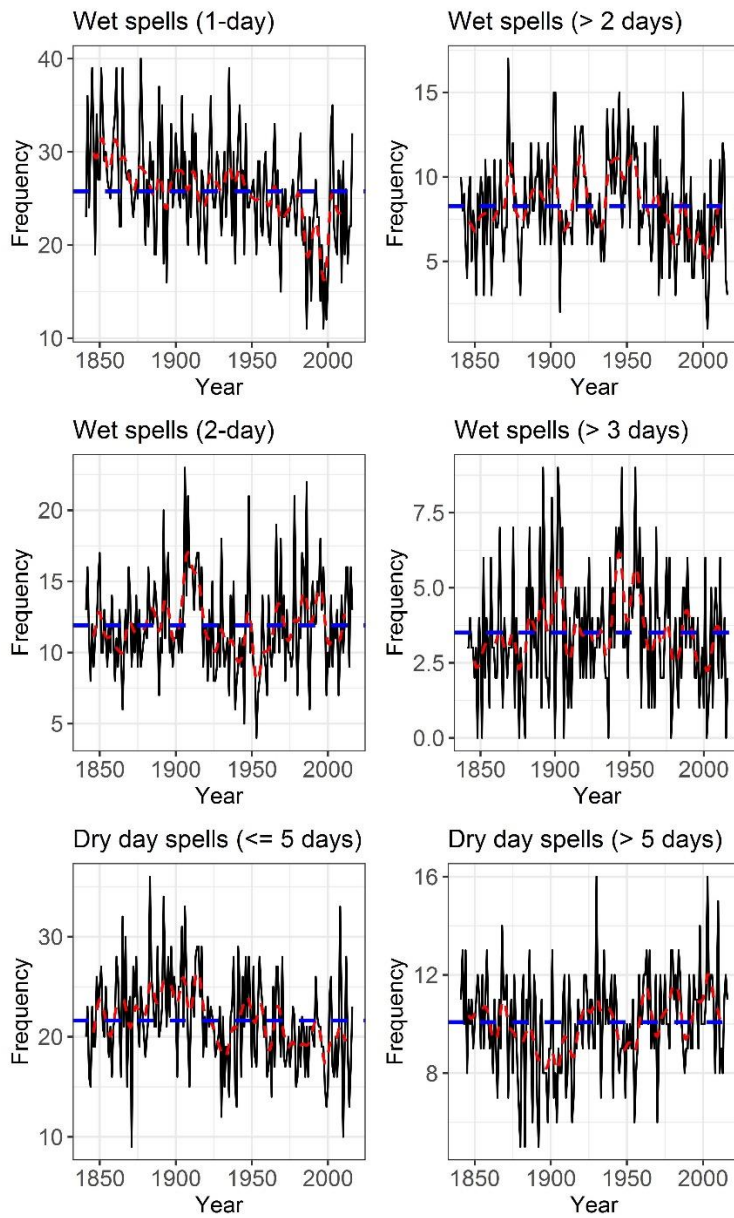 Wet spells (1-day)
Frequency
40
30
20
10
1850 1900 1950 2000
Year
Wet spells (> 2 days)
Frequency
15
10
5
1850 1900 1950 2000
Year
Wet spells (2-day)
Frequency
20
15
10
5
1850 1900 1950 2000
Year
Wet spells (> 3 days)
Frequency
7.5
5.0
2.5
0.0
1850 1900 1950 2000
Year
Dry day spells (<= 5 days)
Frequency
30
20
10
1850 1900 1950 2000
Year
Dry day spells (> 5 days)
Frequency
16
12
8
1850 1900 1950 2000
Year